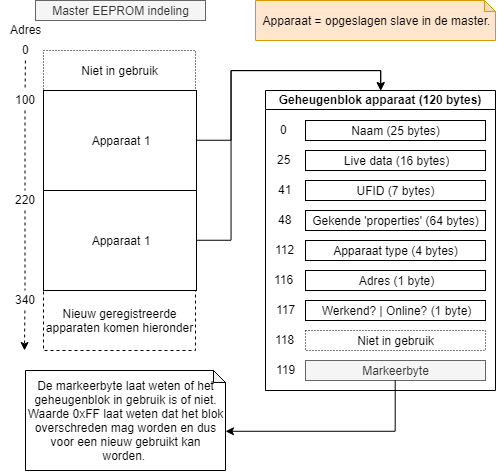 Master EEPROM indeling
Apparaat = opgeslagen slave in de master.
Adres
0
Niet in gebruik
100
Apparaat 1
220
Apparaat 1
340
Nieuw geregistreerde
apparaten komen hieronder
Geheugenblok apparaat (120 bytes)
0 Naam (25 bytes)
25 Live data (16 bytes)
41 UFID (7 bytes)
48 Gekende 'properties' (64 bytes)
112 Apparaat type (4 bytes)
116 Adres (1 byte)
117 Werkend? | Online? (1 byte)
118 Niet in gebruik
119 Markeerbyte
De markeerbyte laat weten of het
geheugenblok in gebruik is of niet.
Waarde 0xFF laat weten dat het blok
overschreden mag worden en dus
voor een nieuw gebruikt kan
worden.